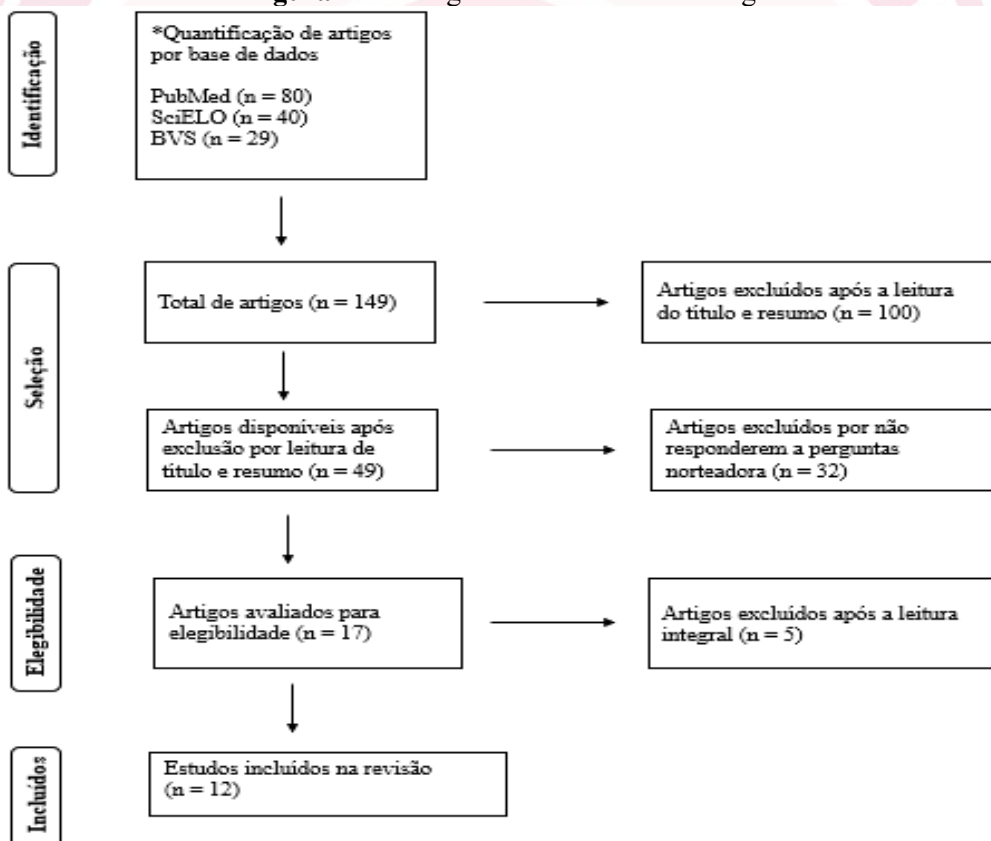 Identificação
*Quantificação de artigos
por base de dados
PubMed (n = 80)
SciELO (n = 40)
BVS (n = 29)
Seleção
Total de artigos (n = 149)
Artigos excluídos após a leitura
do título e resumo (n = 100)
Artigos disponíveis após
exclusão por leitura de
título e resumo (n = 49)
Artigos excluídos por não
responderem a perguntas
norteadora (n = 32)
Elegibilidade
Artigos avaliados para
elegibilidade (n = 17)
Artigos excluídos após a leitura
integral (n = 5)
Incluídos
Estudos incluídos na revisão
(n = 12)